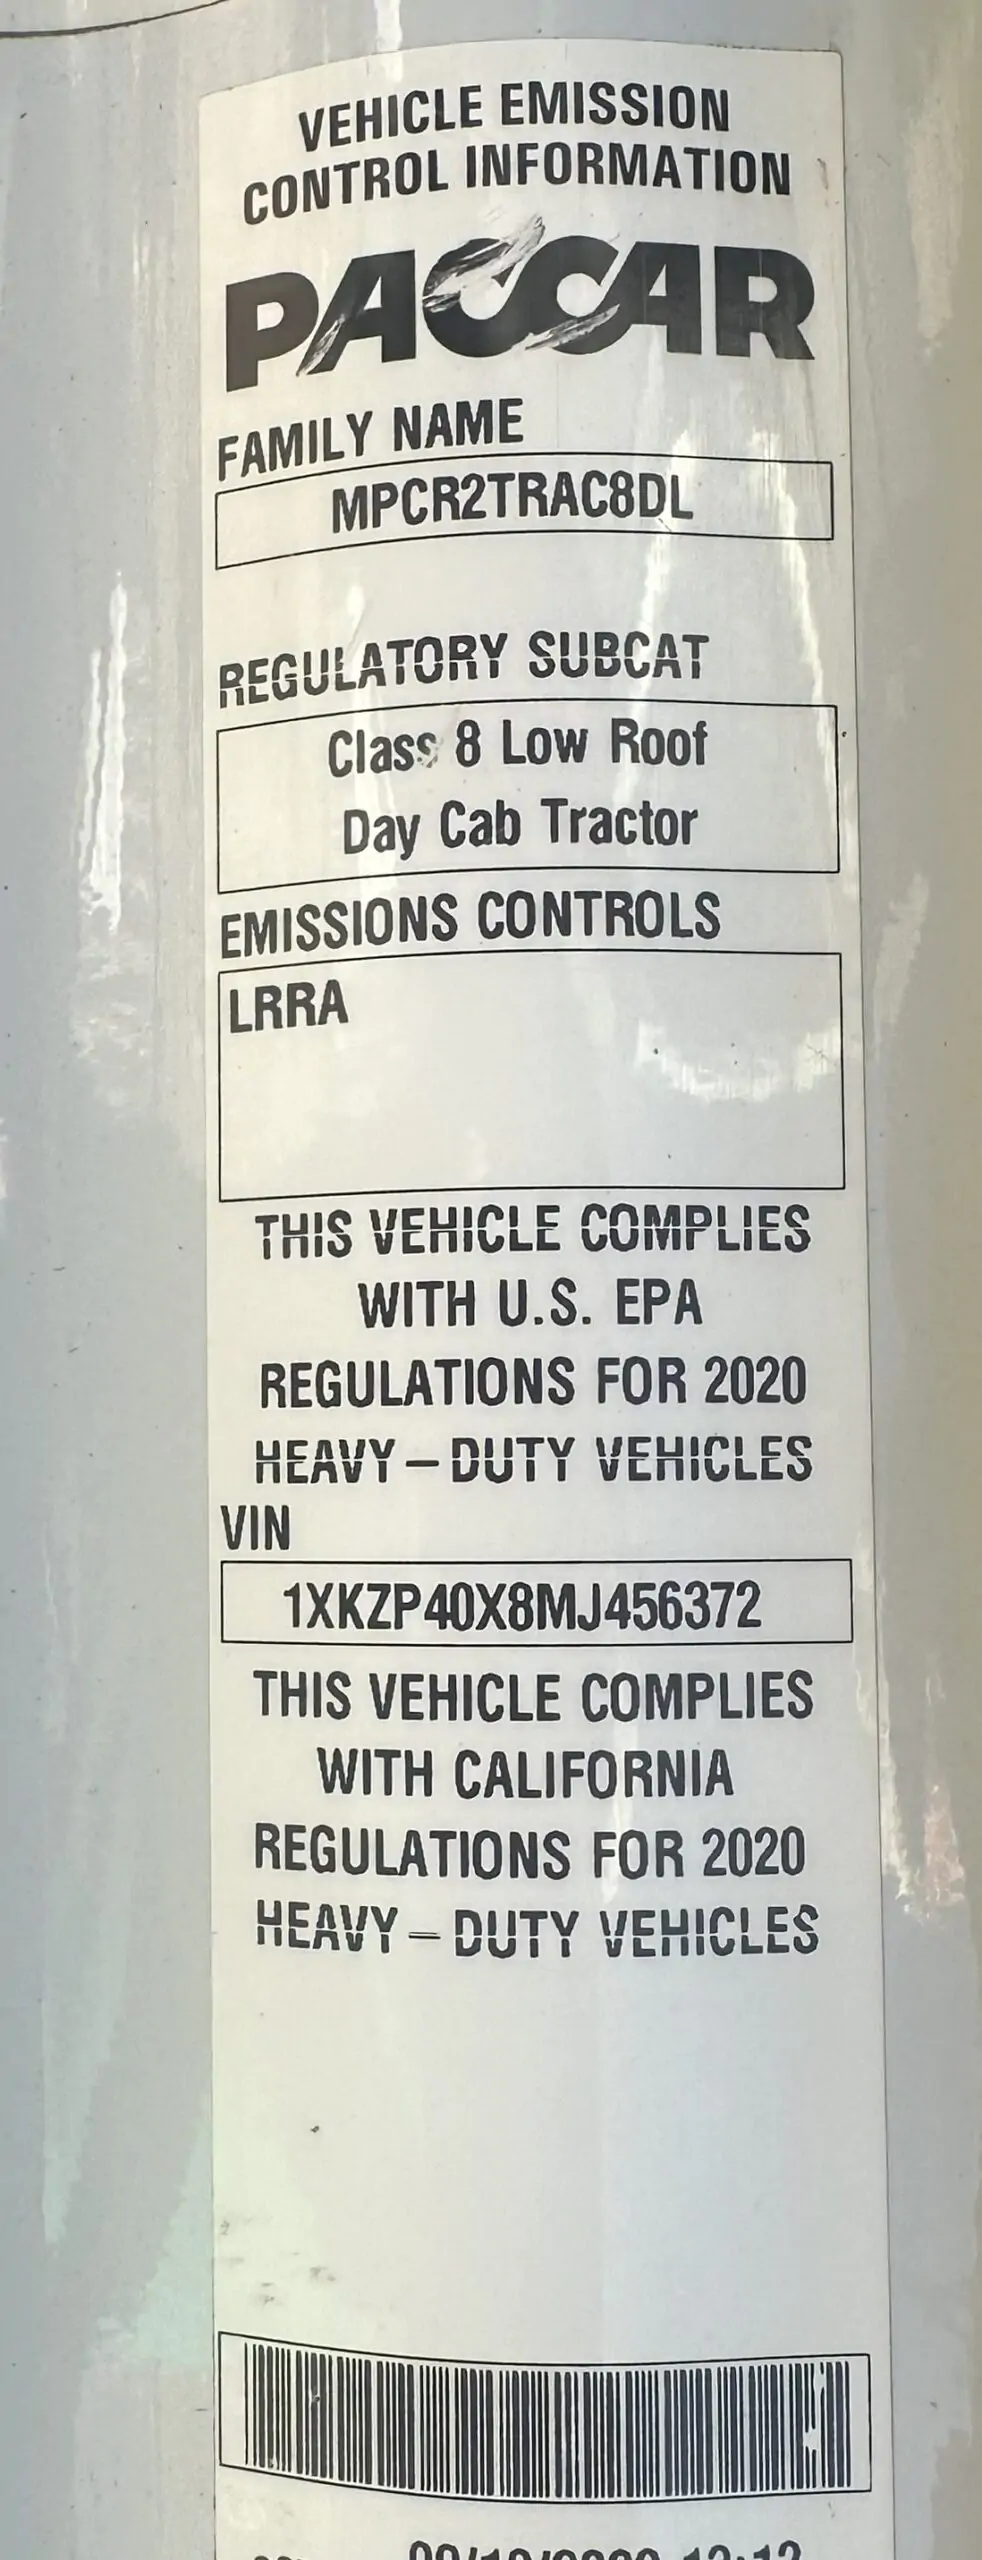 VEHICLE EMISSION
CONTROL INFORMATION
PACCAR
FAMILY NAME
MPCR2TRAC8DL
REGULATORY SUBCAT
Class 8 Low Roof
Day Cab Tractor
EMISSIONS CONTROLS
LRRA
THIS VEHICLE COMPLIES
WITH U.S. EPA
REGULATIONS FOR 2020
HEAVY – DUTY VEHICLES
VIN
1XKZP40X8MJ456372
THIS VEHICLE COMPLIES
WITH CALIFORNIA
REGULATIONS FOR 2020
HEAVY – DUTY VEHICLES